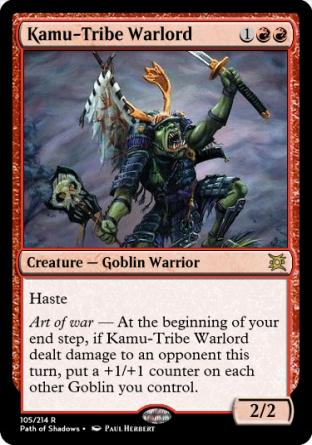 Kamu-Tribe Warlord 1
Creature — Goblin Warrior
Haste
Art of war — At the beginning of your
end step, if Kamu-Tribe Warlord
dealt damage to an opponent this
turn, put a +1/+1 counter on each
other Goblin you control.
2/2
105/214 R
Path of Shadows • Paul Herbert